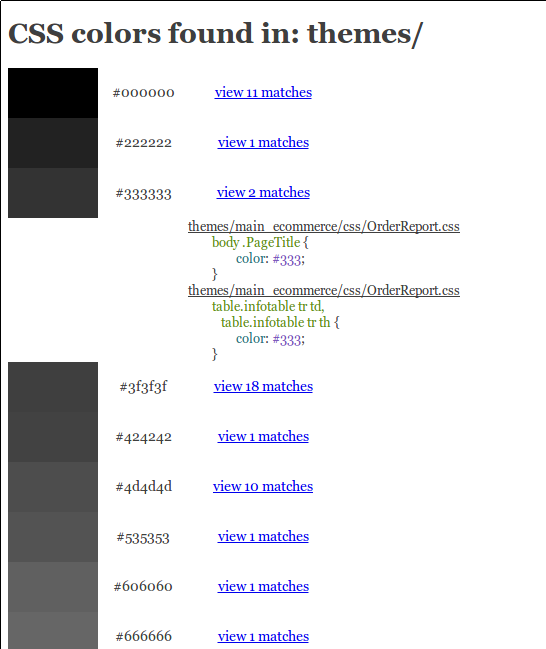 CSS colors found in: themes/
#000000 view 11 matches
#222222 view 1 matches
#333333 view 2 matches
themes/main_ecommerce/css/OrderReport.css
body .PageTitle {
color: #333;
}
themes/main_ecommerce/css/OrderReport.css
table.infotable tr td,
table.infotable tr th {
color: #333;
}
#3f3f3f view 18 matches
#424242 view 1 matches
#4d4d4d view 10 matches
#535353 view 1 matches
#606060 view 1 matches
#666666 view 1 matches